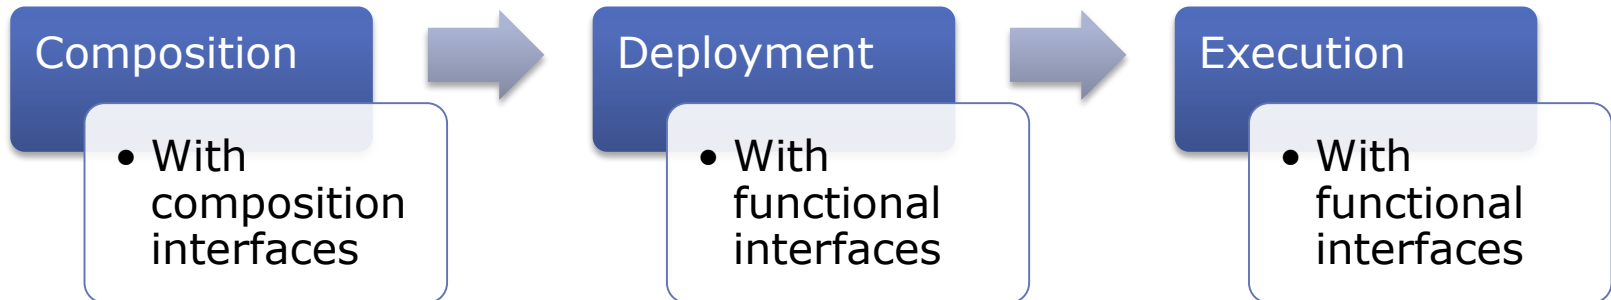 Composition
• With
composition
interfaces
Deployment
• With
functional
interfaces
Execution
• With
functional
interfaces